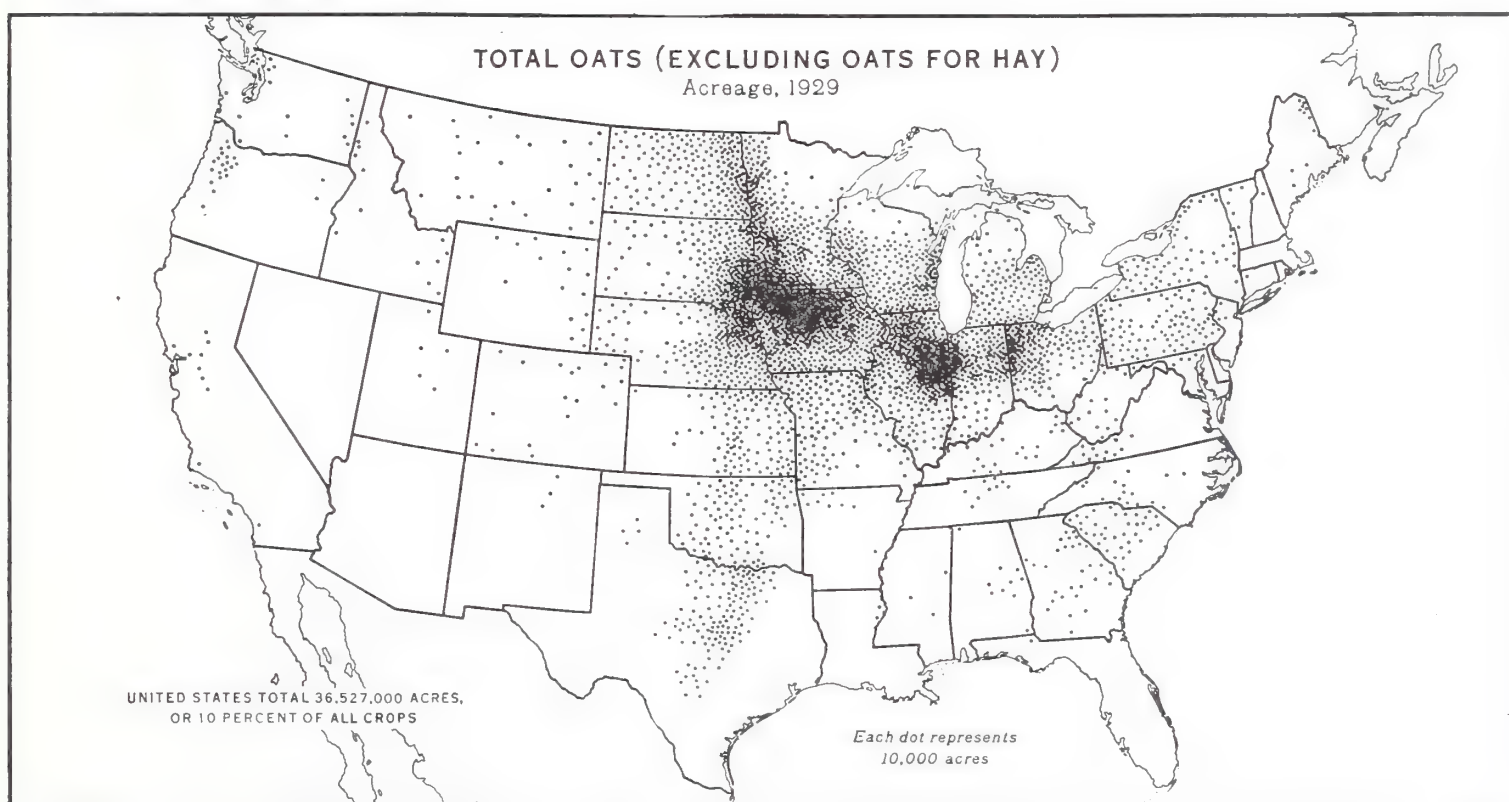 TOTAL OATS (EXCLUDING OATS FOR HAY)
Acreage, 1929
UNITED STATES TOTAL 36,527,000 ACRES,
OR 10 PERCENT OF ALL CROPS
Each dot represents
10,000 acres